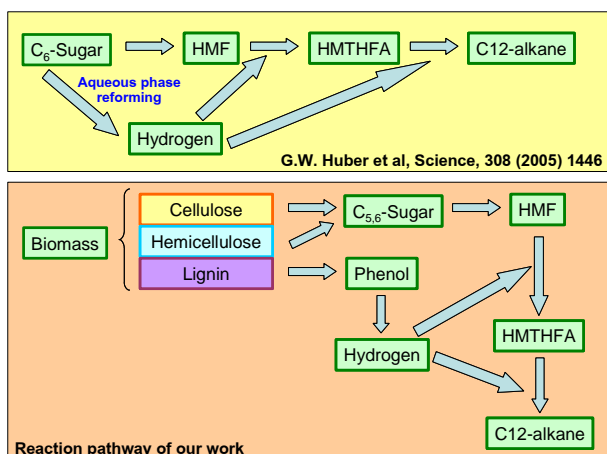 C6-Sugar
HMF
HMTHFA
C12-alkane
Aqueous phase
reforming
Hydrogen
G.W. Huber et al, Science, 308 (2005) 1446
Biomass
Cellulose
Hemicellulose
Lignin
C5,6-Sugar
HMF
Phenol
Hydrogen
HMTHFA
C12-alkane
Reaction pathway of our work